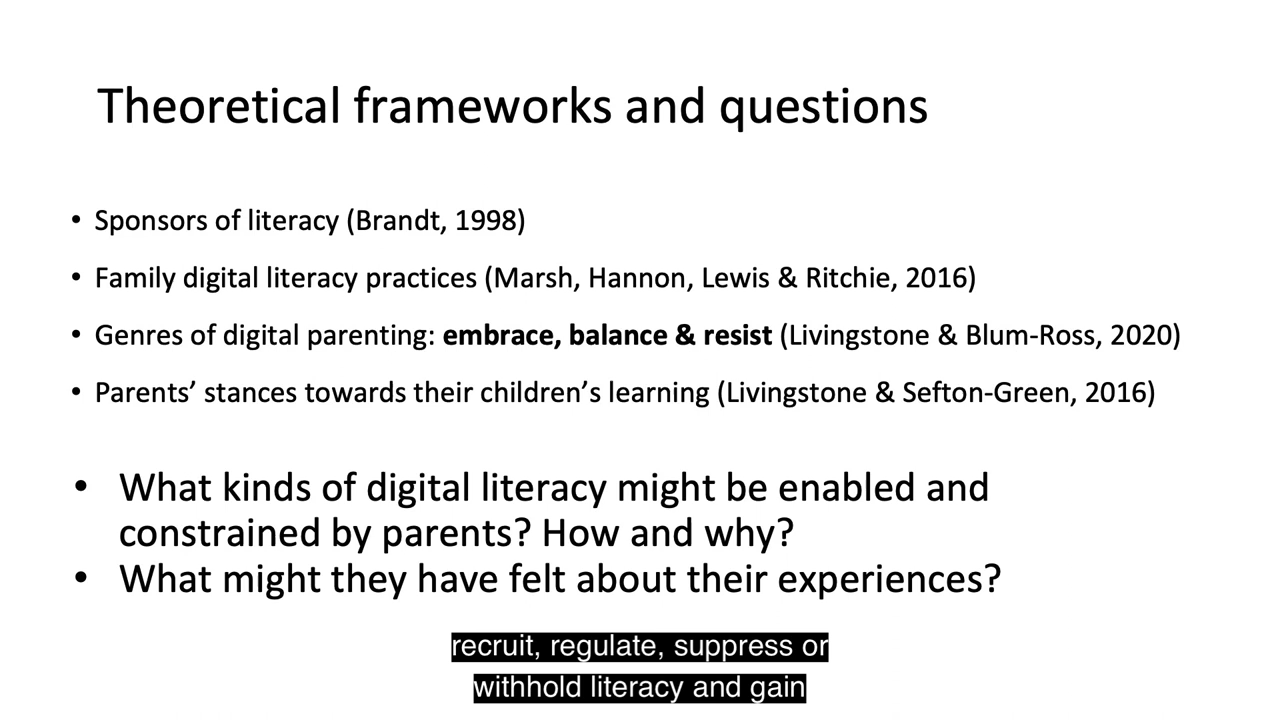 Theoretical frameworks and questions
• Sponsors of literacy (Brandt, 1998)
• Family digital literacy practices (Marsh, Hannon, Lewis & Ritchie, 2016)
• Genres of digital parenting: embrace, balance & resist (Livingstone & Blum-Ross, 2020)
• Parents’ stances towards their children’s learning (Livingstone & Sefton-Green, 2016)
• What kinds of digital literacy might be enabled and
constrained by parents? How and why?
• What might they have felt about their experiences?
recruit, regulate, suppress or
withhold literacy and gain